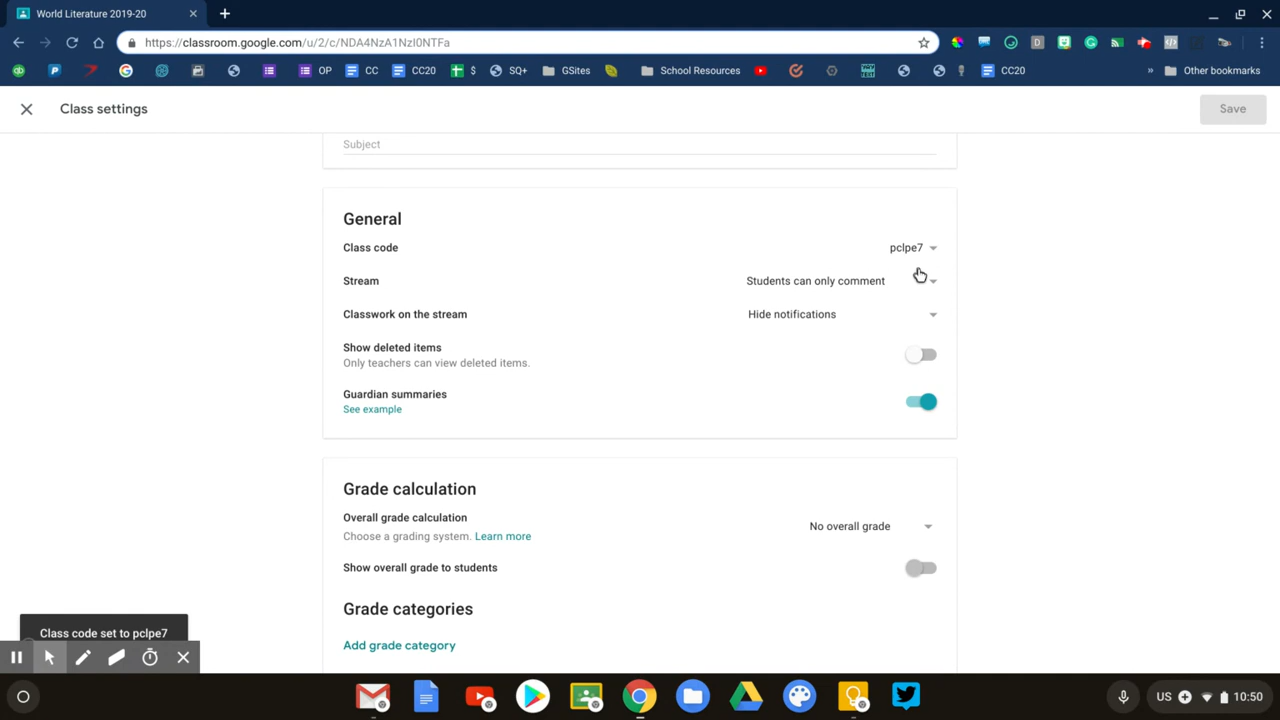 World Literature 2019-20
https://classroom.google.com/u/2/c/NDA4NzA1NzI0NTFa
OP
CC
CC20
$
SQ+
GSites
School Resources
CC20
»
Other bookmarks
Class settings
Save
Subject
General
Class code
pclpe7
Stream
Students can only comment
Classwork on the stream
Hide notifications
Show deleted items
Only teachers can view deleted items.
Guardian summaries
See example
Grade calculation
Overall grade calculation
No overall grade
Choose a grading system. Learn more
Show overall grade to students
Grade categories
Add grade category
Class code set to pclpe7
US
10:50